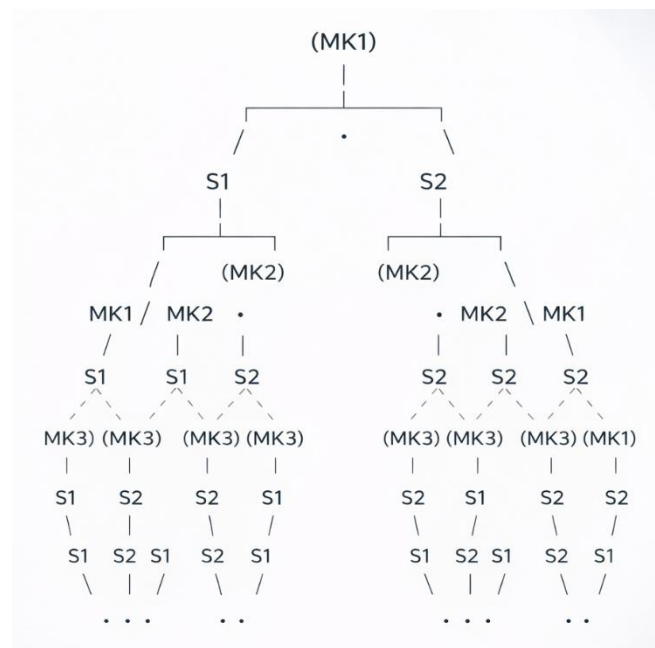 (MK1)
S1 S2
(MK2) (MK2)
MK1 MK2 MK2 MK1
S1 S1 S2 S2 S2 S2
MK3) (MK3) (MK3) (MK3) (MK3) (MK3) (MK3) (MK1)
S1 S2 S2 S1 S2 S1 S2 S2
S1 S2 S1 S2 S1 S1 S2 S1 S2 S1